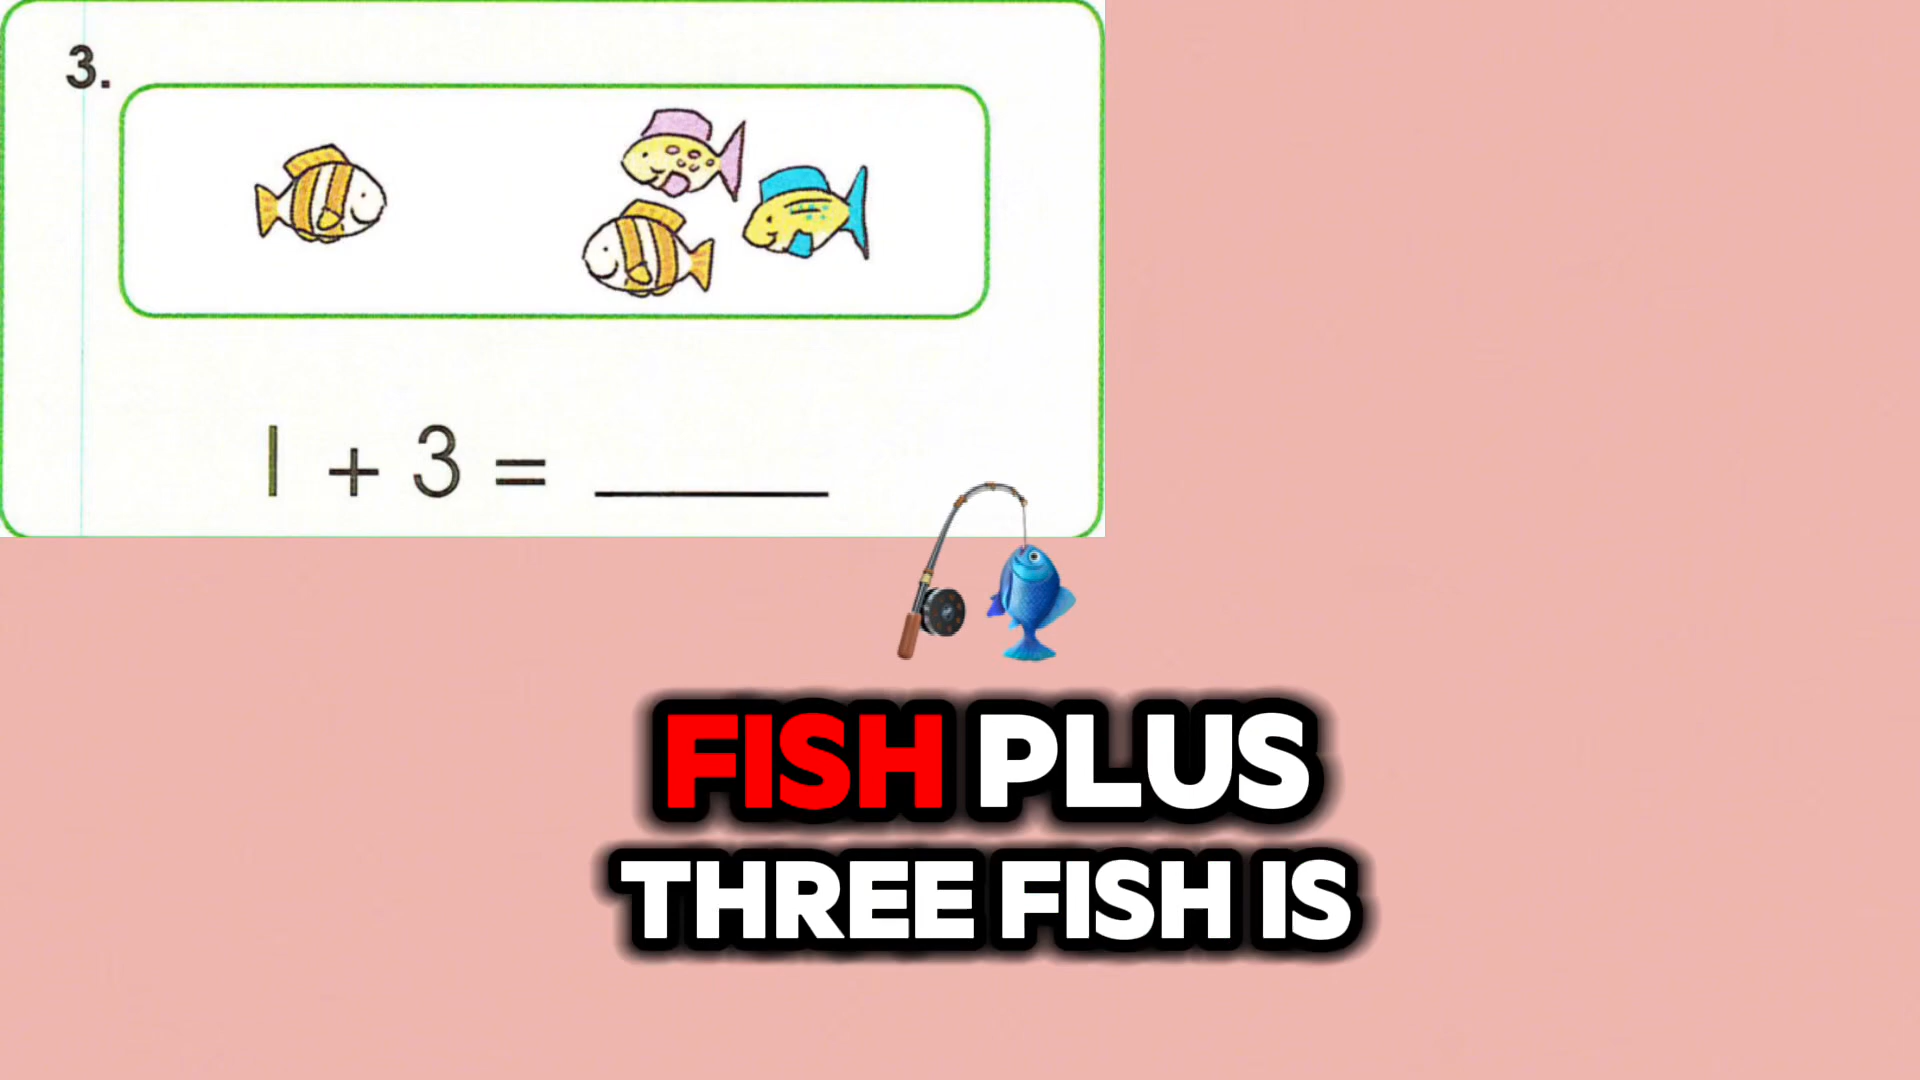 3.
1 + 3 = ______
FISH PLUS
THREE FISH IS